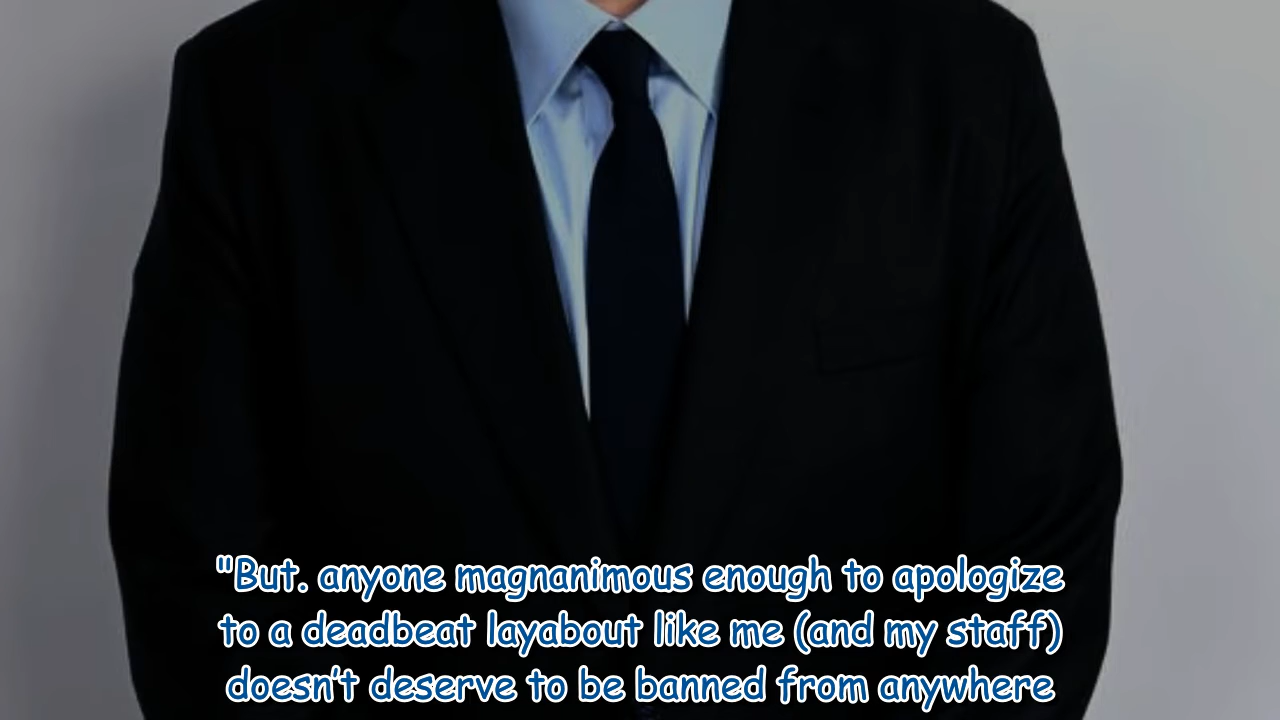 "But. anyone magnanimous enough to apologize
to a deadbeat layabout like me (and my staff)
doesn't deserve to be banned from anywhere